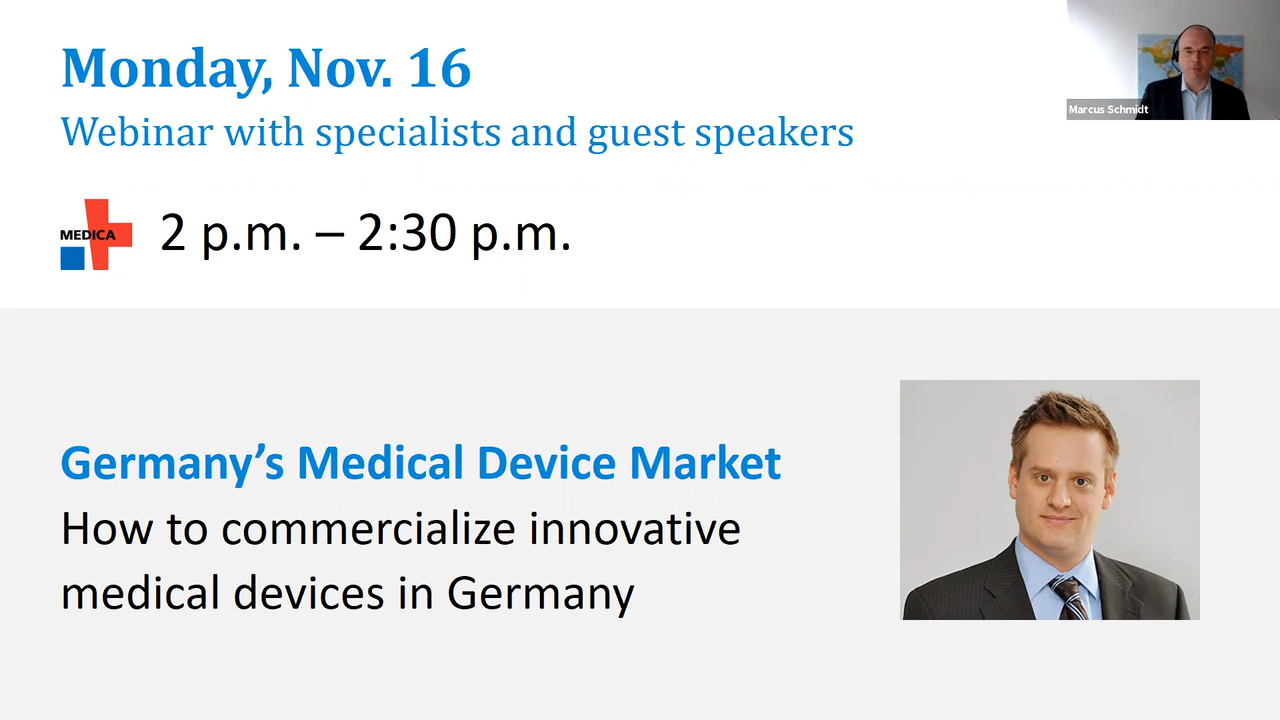 Monday, Nov. 16
Webinar with specialists and guest speakers
Marcus Schmidt
MEDICA
2 p.m. – 2:30 p.m.
Germany’s Medical Device Market
How to commercialize innovative
medical devices in Germany